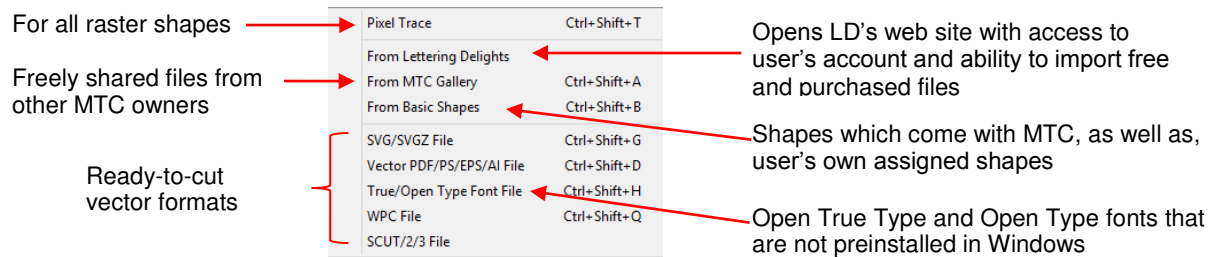 For all raster shapes
Freely shared files from
other MTC owners
Ready-to-cut
vector formats
Pixel Trace Ctrl+Shift+T
From Lettering Delights
From MTC Gallery Ctrl+Shift+A
From Basic Shapes Ctrl+Shift+B
SVG/SVGZ File Ctrl+Shift+G
Vector PDF/PS/EPS/AI File Ctrl+Shift+D
True/Open Type Font File Ctrl+Shift+H
WPC File Ctrl+Shift+Q
SCUT/2/3 File
Opens LD's web site with access to
user's account and ability to import free
and purchased files
Shapes which come with MTC, as well as,
user's own assigned shapes
Open True Type and Open Type fonts that
are not preinstalled in Windows